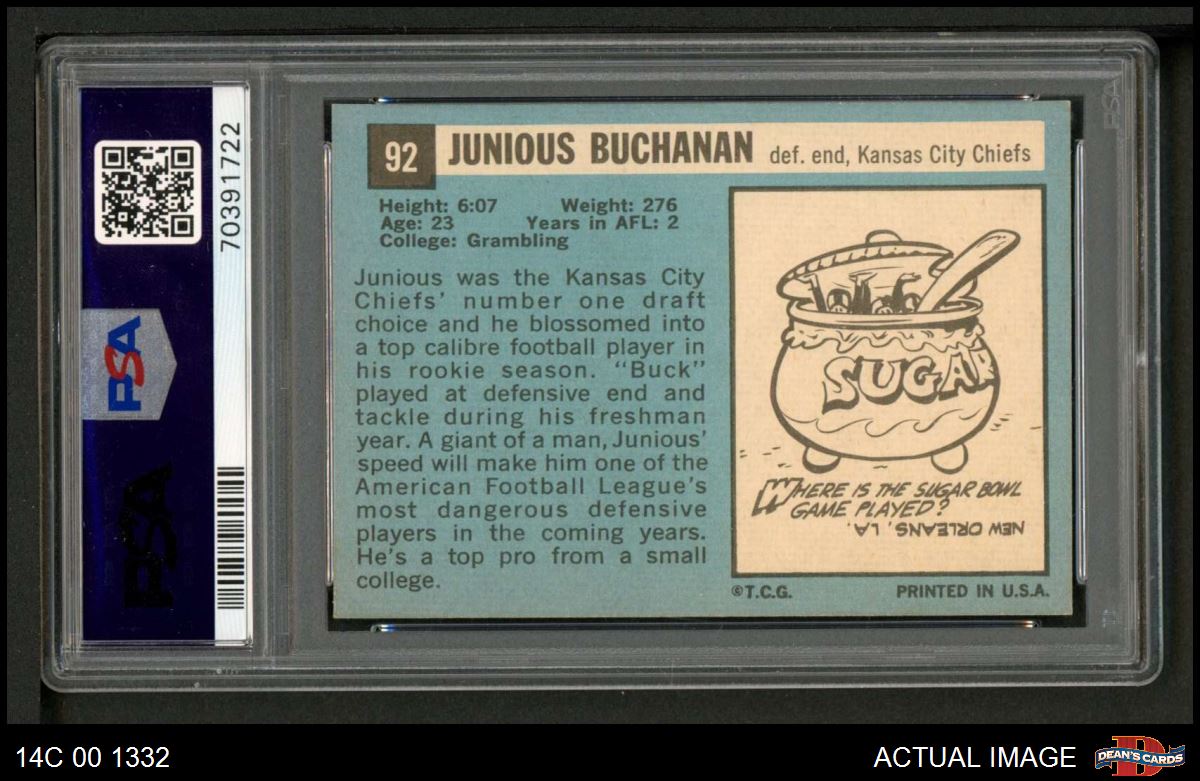 70391722
PSA
PSA
92 JUNIOUS BUCHANAN def. end, Kansas City Chiefs
Height: 6:07 Weight: 276
Age: 23 Years in AFL: 2
College: Grambling
Junious was the Kansas City
Chiefs' number one draft
choice and he blossomed into
a top calibre football player in
his rookie season. "Buck"
played at defensive end and
tackle during his freshman
year. A giant of a man, Junious'
speed will make him one of the
American Football League's
most dangerous defensive
players in the coming years.
He's a top pro from a small
college.
SUGAR
WHERE IS THE SUGAR BOWL
GAME PLAYED?
NEW ORLEANS, LA.
©T.C.G. PRINTED IN U.S.A.
PSA
14C 00 1332
ACTUAL IMAGE
D
DEAN'S CARDS